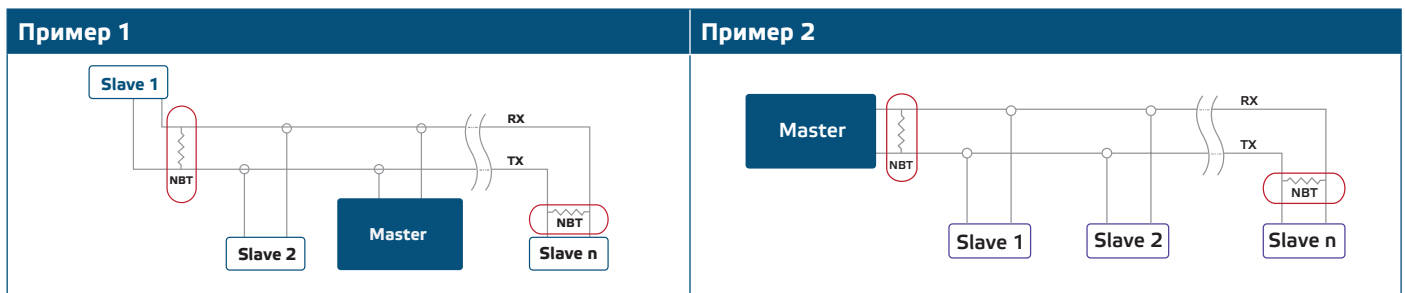 Пример 1
Slave 1
RX
TX
NBT
NBT
Master
Slave 2
Slave n
Пример 2
Master
RX
TX
NBT
NBT
Slave 1
Slave 2
Slave n